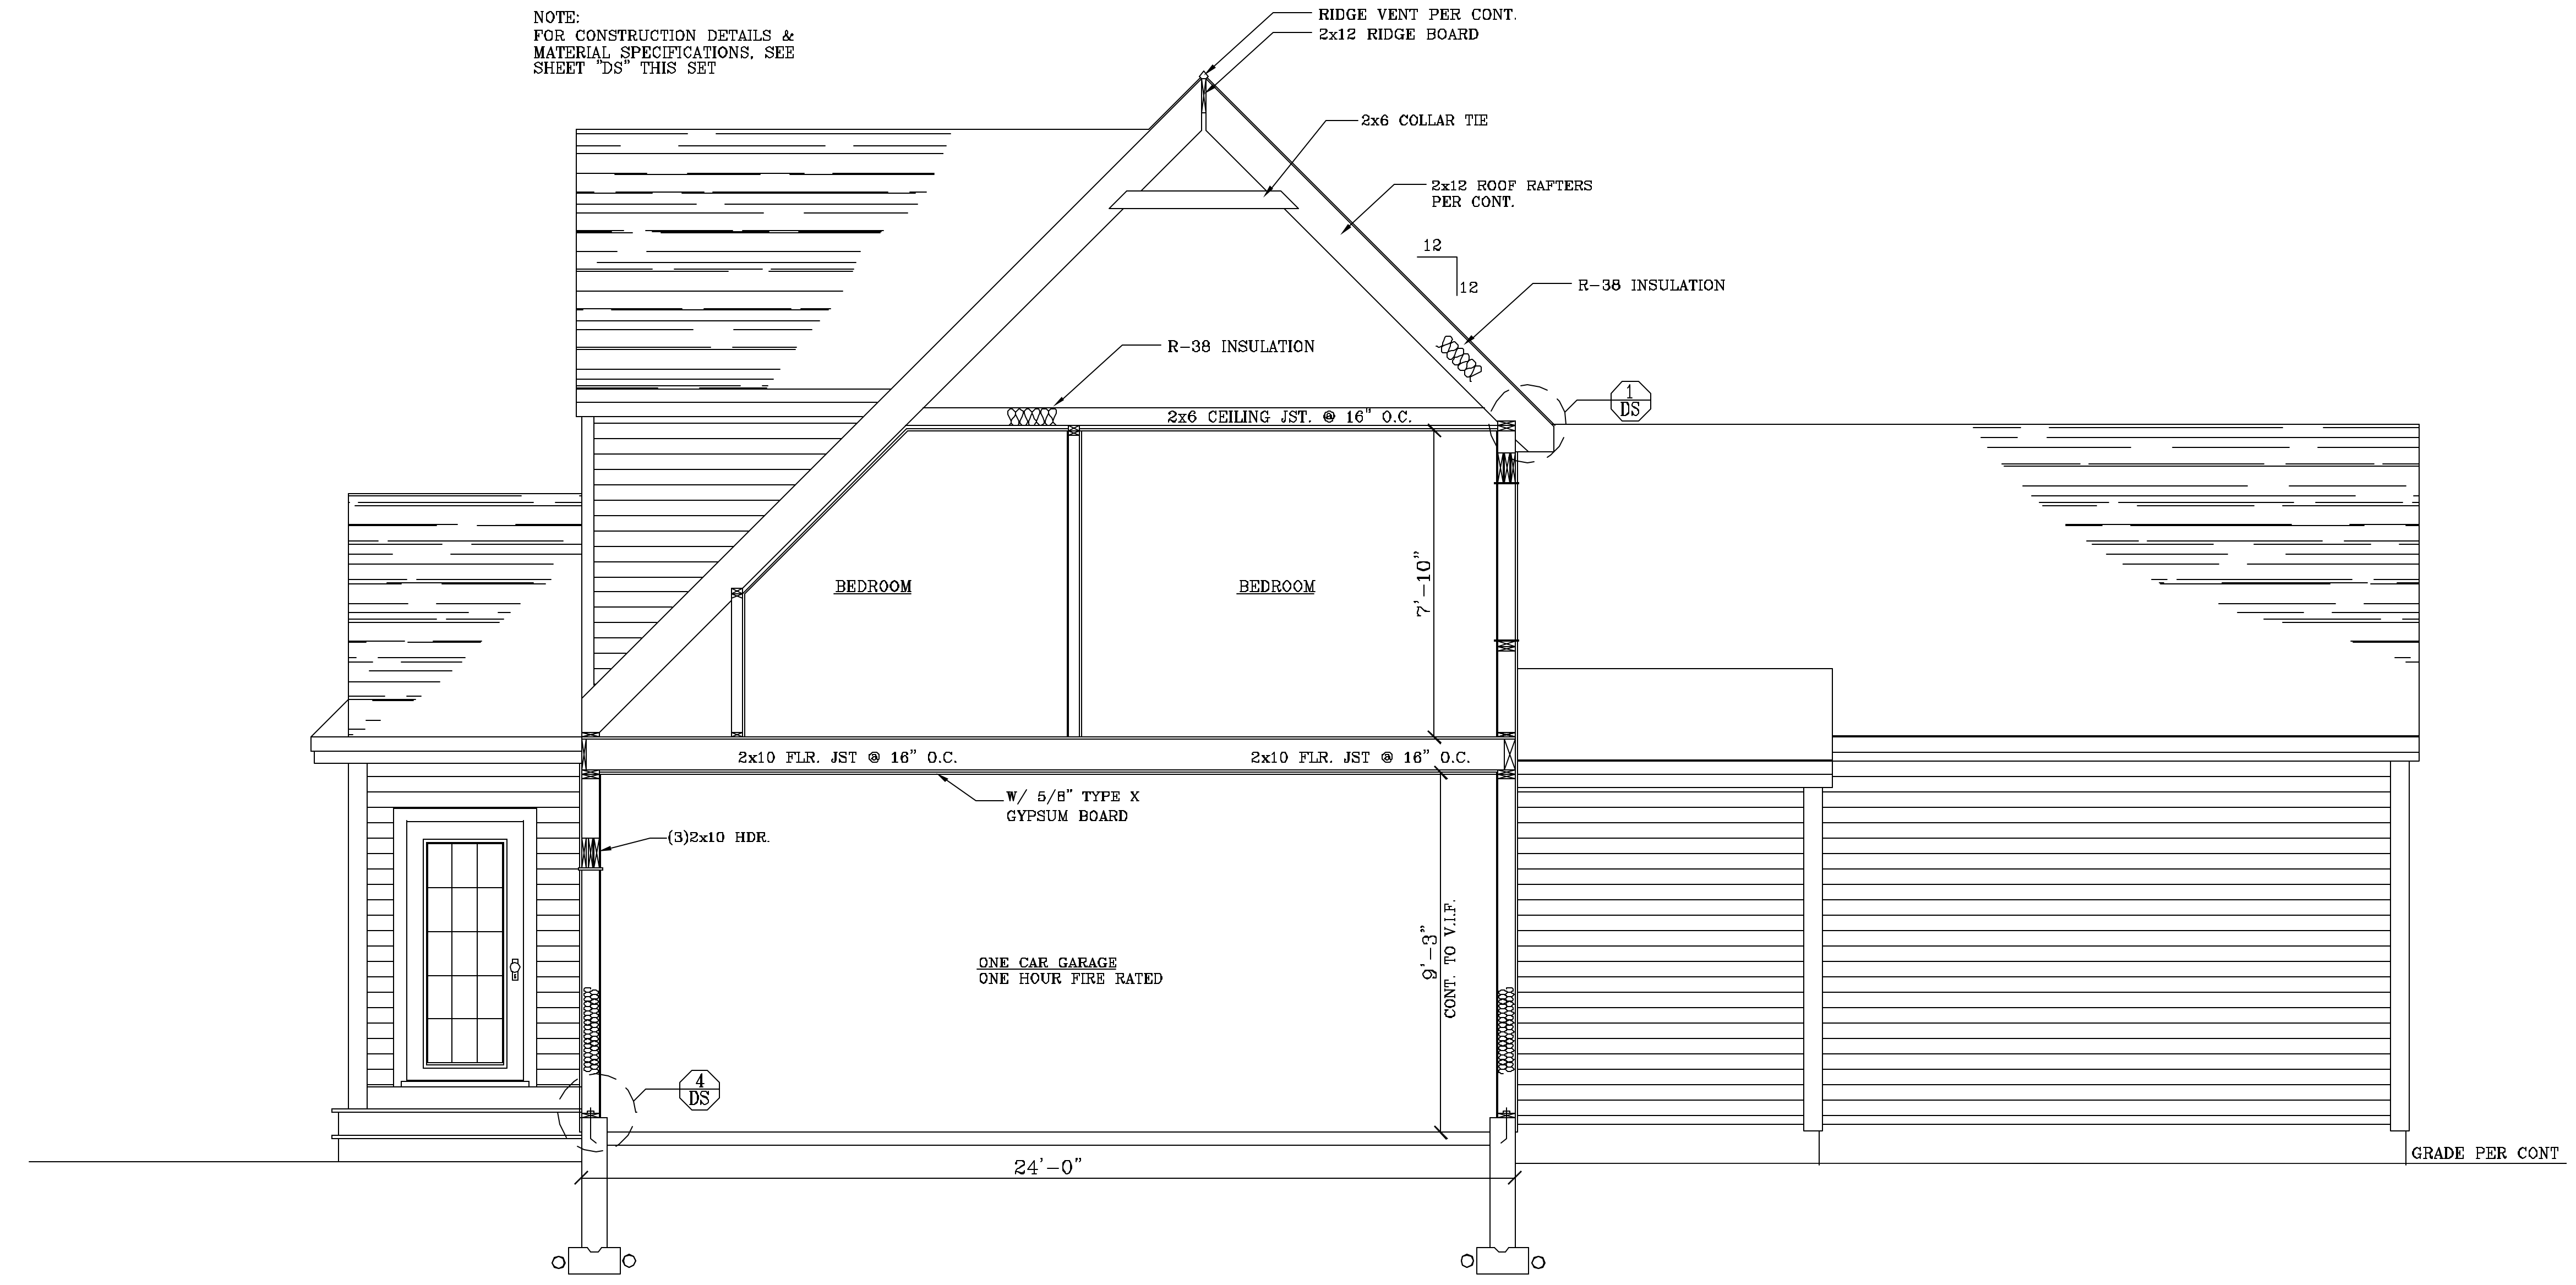 NOTE:
FOR CONSTRUCTION DETAILS &
MATERIAL SPECIFICATIONS, SEE
SHEET "DS" THIS SET
RIDGE VENT PER CONT.
2x12 RIDGE BOARD
2x6 COLLAR TIE
2x12 ROOF RAFTERS
PER CONT.
12
12
R-38 INSULATION
R-38 INSULATION
1
DS
2x6 CEILING JST. @ 16" O.C.
BEDROOM
BEDROOM
7'-10"
2x10 FLR. JST @ 16" O.C.
2x10 FLR. JST @ 16" O.C.
W/ 5/8" TYPE X
GYPSUM BOARD
(3)2x10 HDR.
9'-3"
CONT. TO V.I.F.
ONE CAR GARAGE
ONE HOUR FIRE RATED
4
DS
24'-0"
GRADE PER CONT